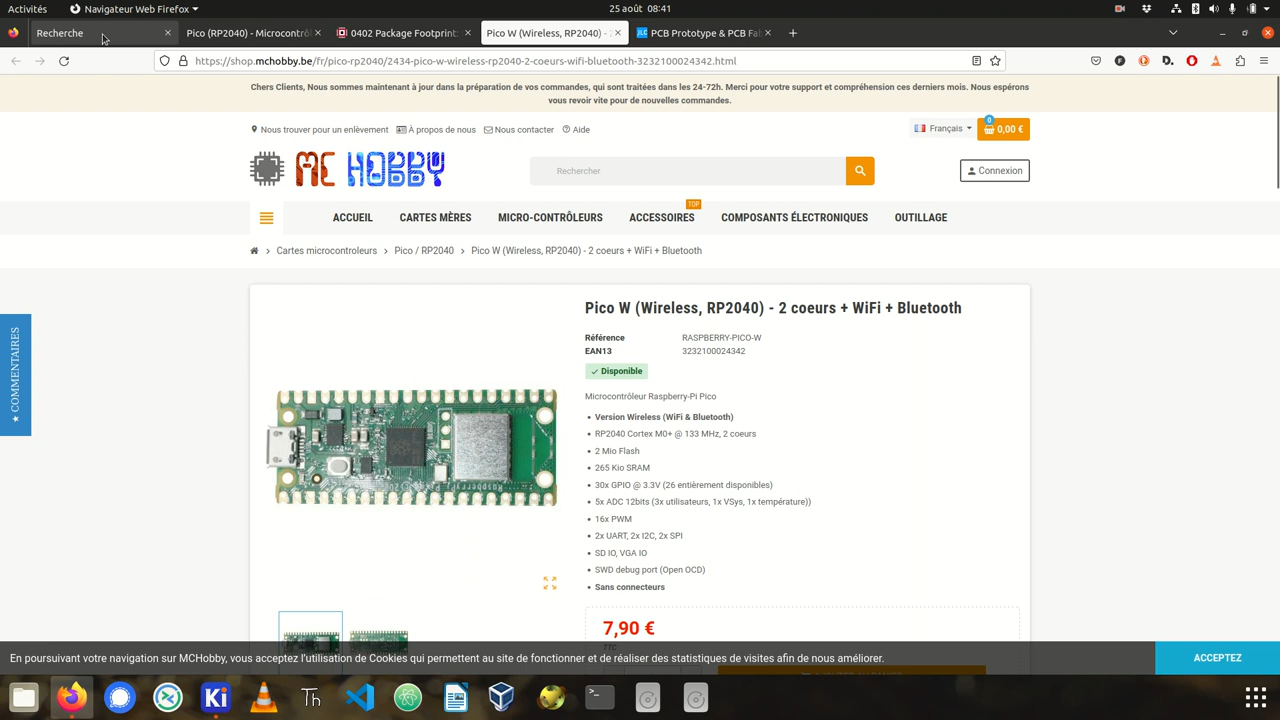 Activités
Navigateur Web Firefox
25 août 08:41
Recherche
Pico (RP2040) - Microcontrôl
0402 Package Footprint
Pico W (Wireless, RP2040) - 2
PCB Prototype & PCB Fab
https://shop.mchobby.be/fr/pico-rp2040/2434-pico-w-wireless-rp2040-2-coeurs-wifi-bluetooth-3232100024342.html
Chers Clients, Nous sommes maintenant à jour dans la préparation de vos commandes, qui sont traitées dans les 24-72h. Merci pour votre support et compréhension ces derniers mois. Nous espérons
vous revoir vite pour de nouvelles commandes.
Nous trouver pour un enlèvement
À propos de nous
Nous contacter
Aide
Français
0
0,00 €
MC HOBBY
Rechercher
Connexion
TOP
ACCUEIL
CARTES MÈRES
MICRO-CONTRÔLEURS
ACCESSOIRES
COMPOSANTS ÉLECTRONIQUES
OUTILLAGE
Cartes microcontroleurs > Pico / RP2040 > Pico W (Wireless, RP2040) - 2 coeurs + WiFi + Bluetooth
★ COMMENTAIRES
Pico W (Wireless, RP2040) - 2 coeurs + WiFi + Bluetooth
Référence RASPBERRY-PICO-W
EAN13 3232100024342
Disponible
Microcontrôleur Raspberry-Pi Pico
• Version Wireless (WiFi & Bluetooth)
• RP2040 Cortex M0+ @ 133 MHz, 2 coeurs
• 2 Mio Flash
• 265 Kio SRAM
• 30x GPIO @ 3.3V (26 entièrement disponibles)
• 5x ADC 12bits (3x utilisateurs, 1x VSys, 1x température))
• 16x PWM
• 2x UART, 2x I2C, 2x SPI
• SD IO, VGA IO
• SWD debug port (Open OCD)
• Sans connecteurs
7,90 €
TTC
En poursuivant votre navigation sur MCHobby, vous acceptez l'utilisation de Cookies qui permettent au site de fonctionner et de réaliser des statistiques de visites afin de nous améliorer.
ACCEPTEZ
Ki
Th